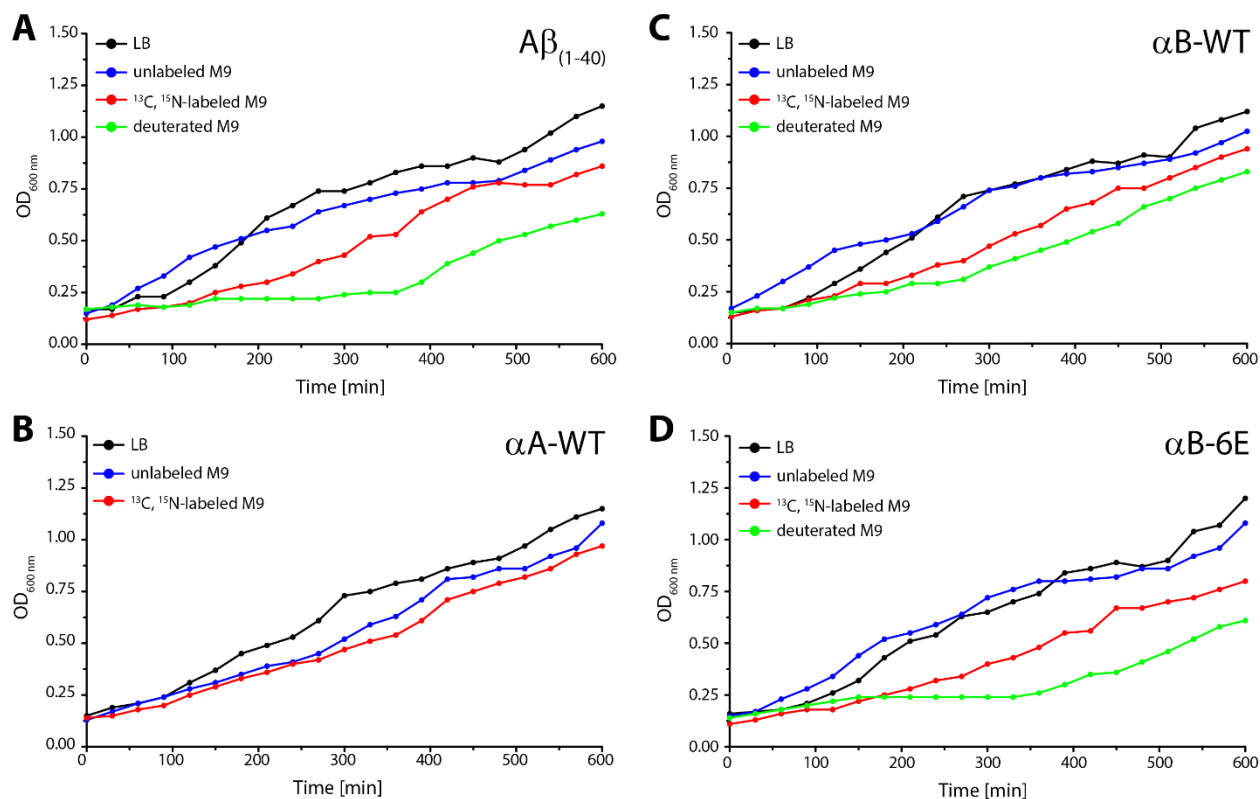 A
Aβ(1-40)
1.50
1.25
1.00
0.75
0.50
0.25
0.00
OD600 nm
LB
unlabeled M9
13C, 15N-labeled M9
deuterated M9
0 100 200 300 400 500 600
Time [min]
B
αA-WT
1.50
1.25
1.00
0.75
0.50
0.25
0.00
OD600 nm
LB
unlabeled M9
13C, 15N-labeled M9
0 100 200 300 400 500 600
Time [min]
C
αB-WT
1.50
1.25
1.00
0.75
0.50
0.25
0.00
OD600 nm
LB
unlabeled M9
13C, 15N-labeled M9
deuterated M9
0 100 200 300 400 500 600
Time [min]
D
αB-6E
1.50
1.25
1.00
0.75
0.50
0.25
0.00
OD600 nm
LB
unlabeled M9
13C, 15N-labeled M9
deuterated M9
0 100 200 300 400 500 600
Time [min]